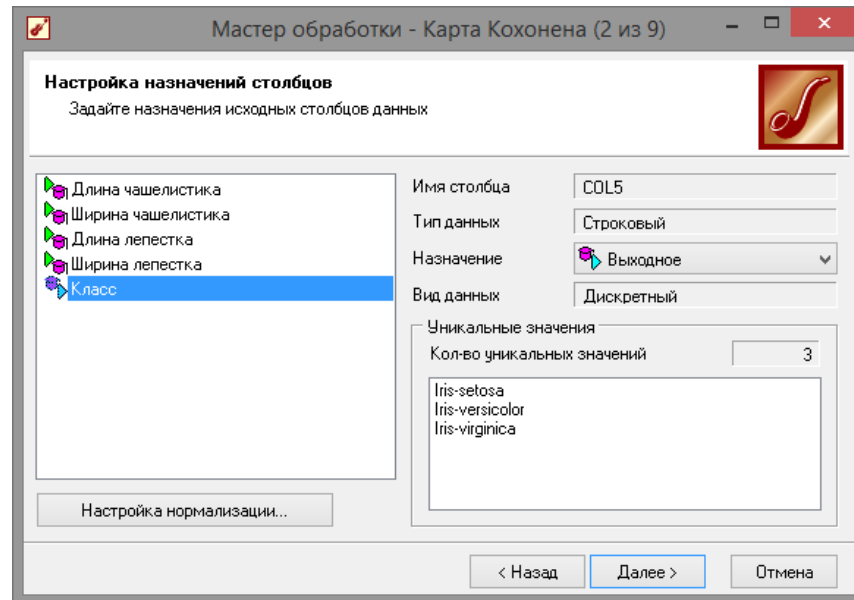 Мастер обработки - Карта Кохонена (2 из 9)
Настройка назначений столбцов
Задайте назначения исходных столбцов данных
Длина чашелистика
Ширина чашелистика
Длина лепестка
Ширина лепестка
Класс
Настройка нормализации...
Имя столбца COL5
Тип данных Строковый
Назначение Выходное
Вид данных Дискретный
Уникальные значения
Кол-во уникальных значений 3
Iris-setosa
Iris-versicolor
Iris-virginica
< Назад Далее > Отмена